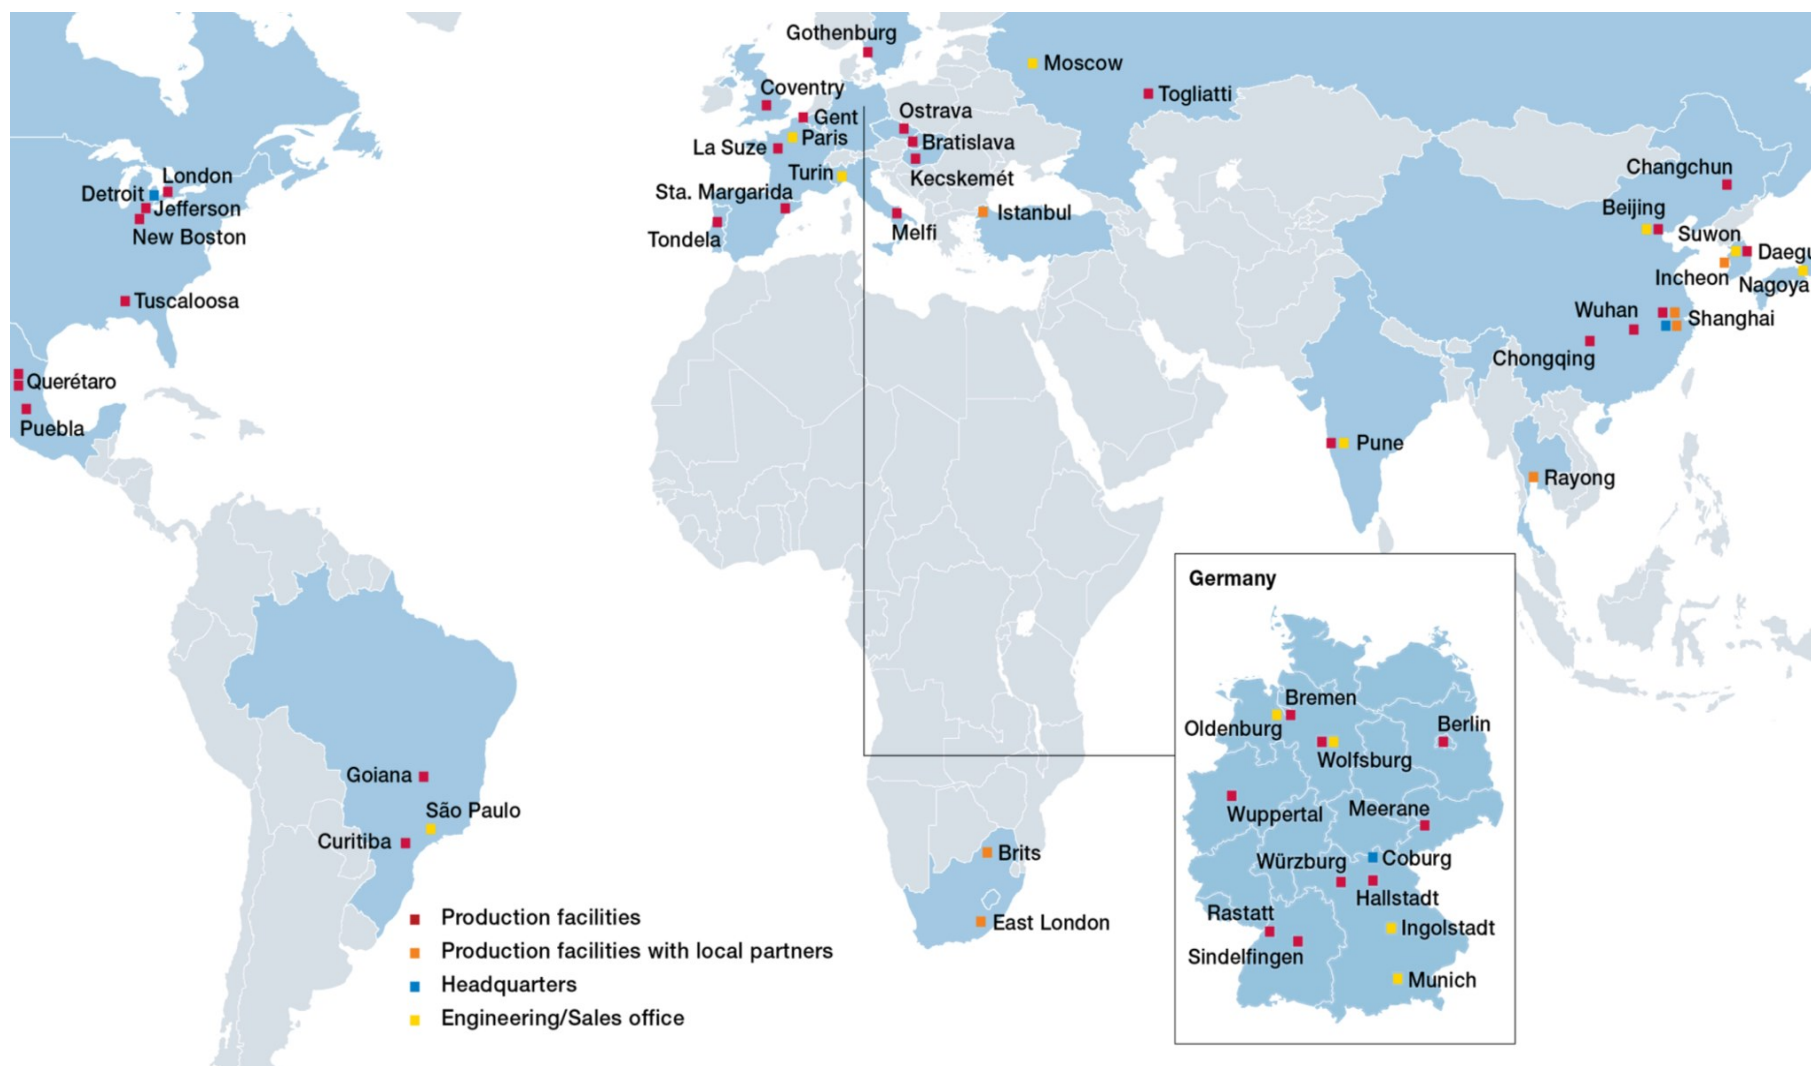 Gothenburg
Moscow
Coventry
Togliatti
Ostrava
Gent
Paris
Bratislava
La Suze
Turin
Kecskemét
Sta. Margarida
Istanbul
Melfi
Tondela
London
Detroit
Jefferson
New Boston
Tuscaloosa
Querétaro
Puebla
Changchun
Beijing
Suwon
Daegu
Incheon
Nagoya
Wuhan
Shanghai
Chongqing
Pune
Rayong
Goiana
São Paulo
Curitiba
Brits
East London
Production facilities
Production facilities with local partners
Headquarters
Engineering/Sales office
Germany
Bremen
Oldenburg
Berlin
Wolfsburg
Wuppertal
Meerane
Würzburg
Coburg
Hallstadt
Rastatt
Ingolstadt
Sindelfingen
Munich